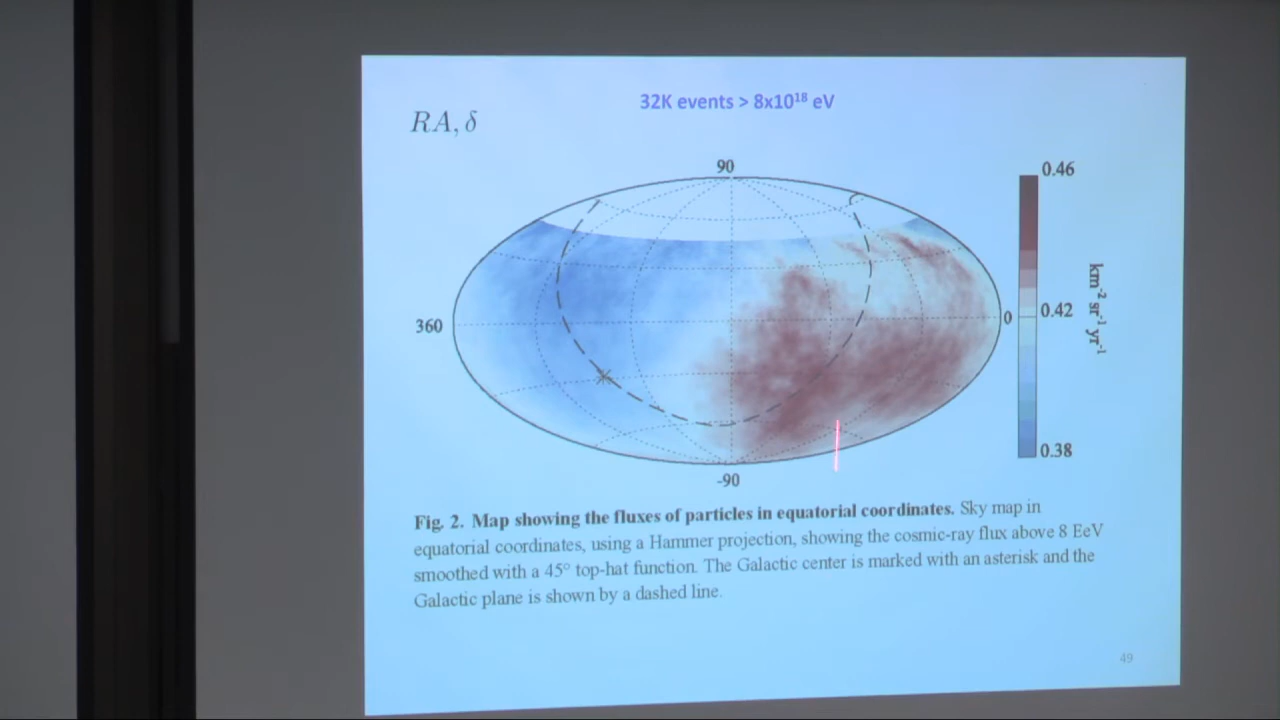 32K events > 8x10¹⁸ eV
RA, δ
90
0.46
360
0
0.42
km⁻² sr⁻¹ yr⁻¹
0.38
-90
Fig. 2. Map showing the fluxes of particles in equatorial coordinates. Sky map in
equatorial coordinates, using a Hammer projection, showing the cosmic-ray flux above 8 EeV
smoothed with a 45° top-hat function. The Galactic center is marked with an asterisk and the
Galactic plane is shown by a dashed line.
49